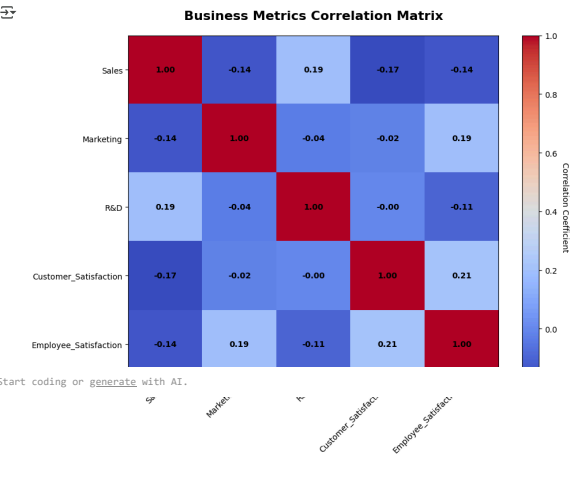 Business Metrics Correlation Matrix
1.0
Sales 1.00 -0.14 0.19 -0.17 -0.14
0.8
Marketing -0.14 1.00 -0.04 -0.02 0.19
0.6
R&D 0.19 -0.04 1.00 -0.00 -0.11
0.4
Correlation Coefficient
Customer_Satisfaction -0.17 -0.02 -0.00 1.00 0.21
0.2
0.0
Employee_Satisfaction -0.14 0.19 -0.11 0.21 1.00
Start coding or generate with AI.